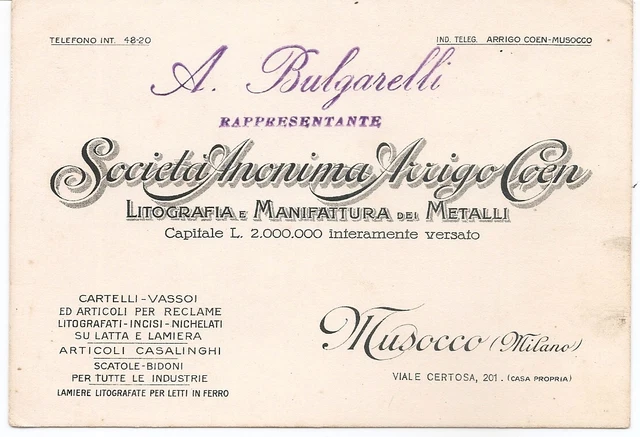 TELEFONO INT. 48-20
IND. TELEG. ARRIGO COEN-MUSOCCO
A. Bulgarelli
RAPPRESENTANTE
Società Anonima Arrigo Coen
LITOGRAFIA E MANIFATTURA DEI METALLI
Capitale L. 2.000.000 interamente versato
CARTELLI-VASSOI
ED ARTICOLI PER RECLAME
LITOGRAFATI-INCISI-NICHELATI
SU LATTA E LAMIERA
ARTICOLI CASALINGHI
SCATOLE-BIDONI
PER TUTTE LE INDUSTRIE
LAMIERE LITOGRAFATE PER LETTI IN FERRO
Musocco (Milano)
VIALE CERTOSA, 201. (CASA PROPRIA)